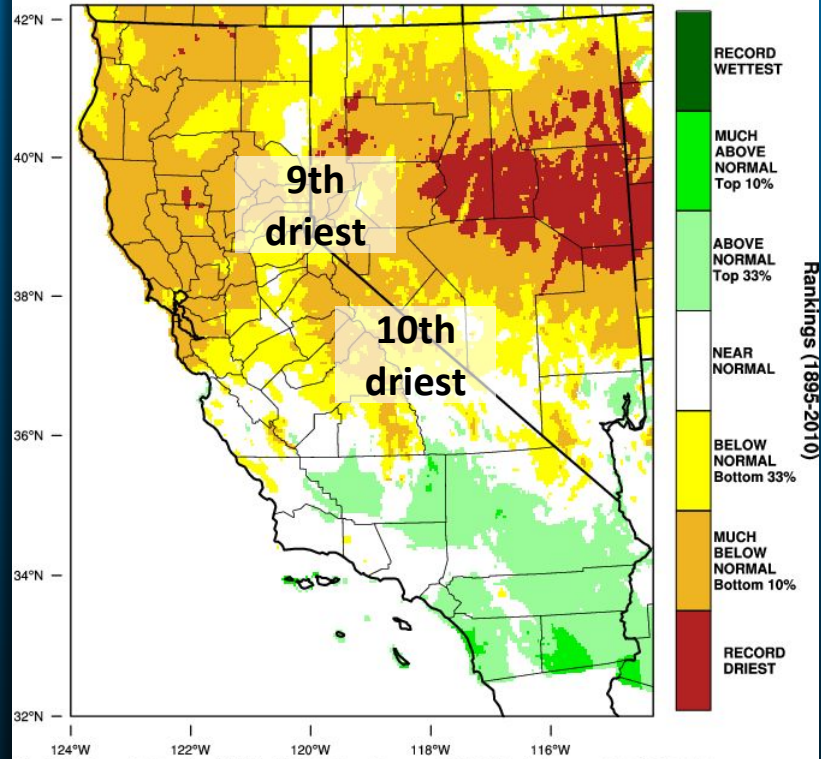 42°N
40°N
38°N
36°N
34°N
32°N
124°W
122°W
120°W
118°W
116°W
9th
driest
10th
driest
RECORD
WETTEST
MUCH
ABOVE
NORMAL
Top 10%
ABOVE
NORMAL
Top 33%
NEAR
NORMAL
BELOW
NORMAL
Bottom 33%
MUCH
BELOW
NORMAL
Bottom 10%
RECORD
DRIEST
Rankings (1895-2010)